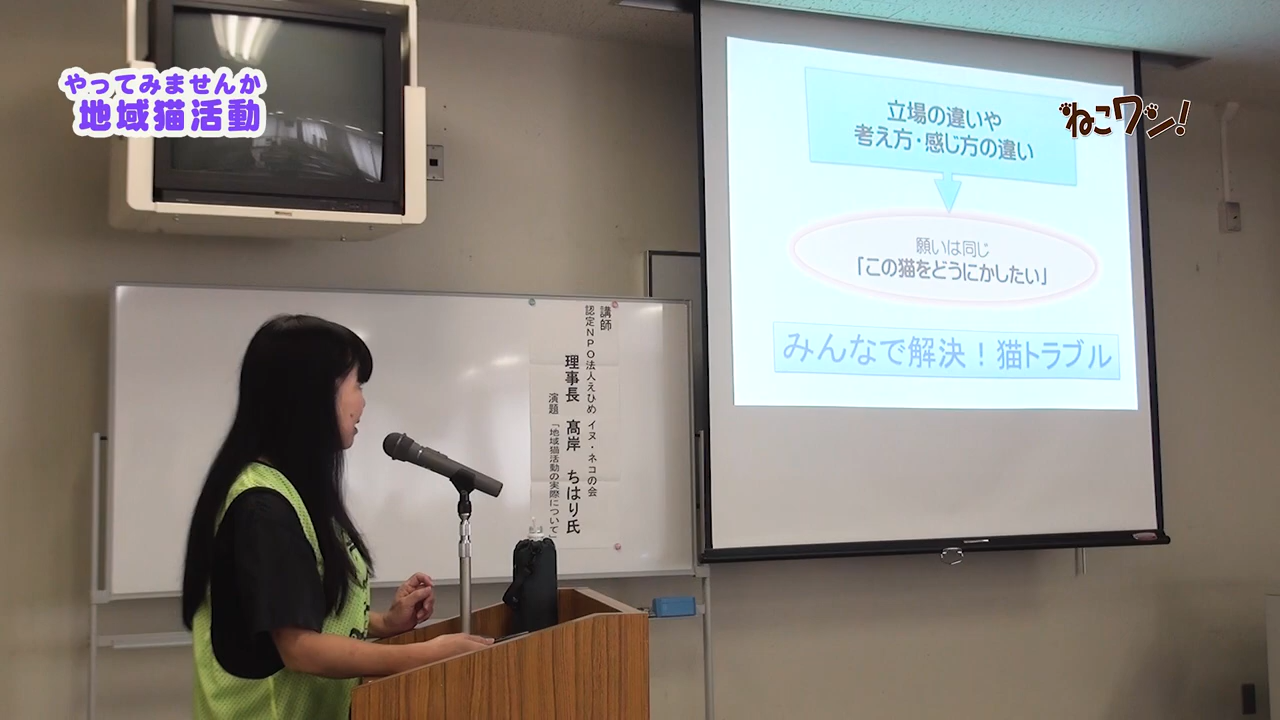 やってみませんか
地域猫活動
ねこワン!
立場の違いや
考え方・感じ方の違い
願いは同じ
「この猫をどうにかしたい」
みんなで解決!猫トラブル
講師
認定NPO法人えひめ イヌ・ネコの会
理事長 髙岸 ちはり氏
演題 「地域猫活動の実際について」